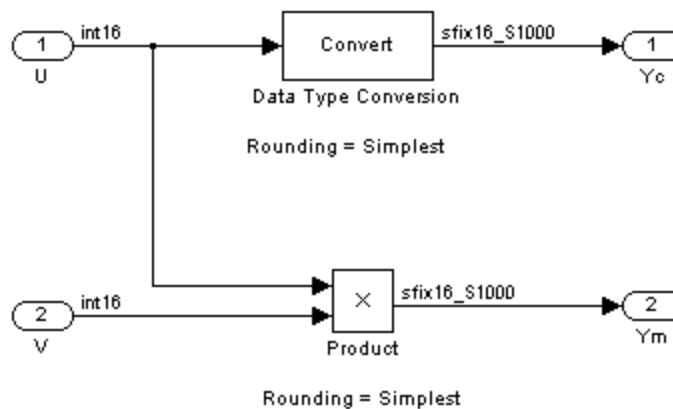 1
U
int16
Convert
Data Type Conversion
sfix16_S1000
1
Yc
Rounding = Simplest
2
V
int16
×
Product
sfix16_S1000
2
Ym
Rounding = Simplest